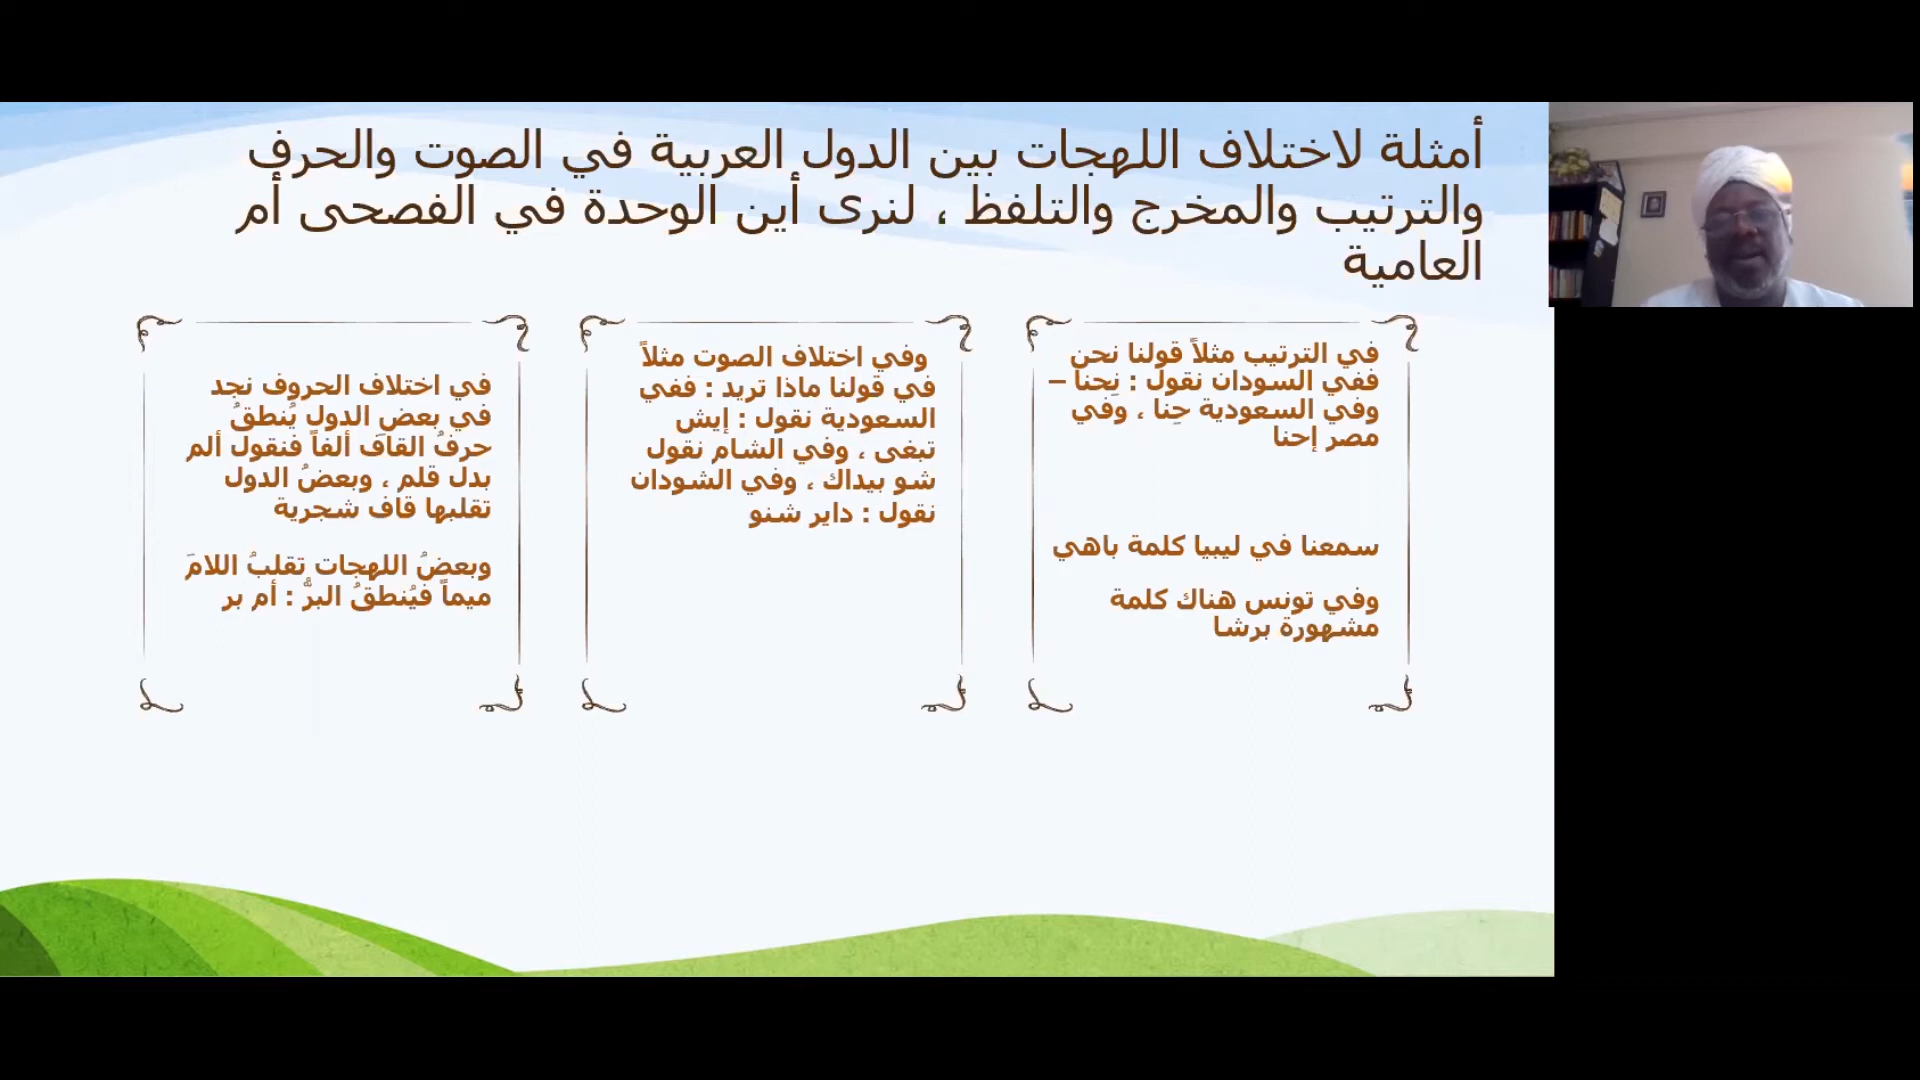 أمثلة لاختلاف اللهجات بين الدول العربية في الصوت والحرف
والترتيب والمخرج والتلفظ ، لنرى أين الوحدة في الفصحى أم
العامية
في الترتيب مثلاً قولنا نحن
ففي السودان نقول : نِحنا –
وفي السعودية حِنا ، وفي
مصر إحنا
سمعنا في ليبيا كلمة باهي
وفي تونس هناك كلمة
مشهورة برشا
وفي اختلاف الصوت مثلاً
في قولنا ماذا تريد : ففي
السعودية نقول : إيش
تبغى ، وفي الشام نقول
شو بيداك ، وفي الشودان
نقول : داير شنو
في اختلاف الحروف نجد
في بعضِ الدول يُنطقُ
حرفُ القافَ ألفاً فنقول ألم
بدل قلم ، وبعضُ الدول
تقلبها قاف شجرية
وبعضُ اللهجات تقلبُ اللامَ
ميماً فيُنطقُ البرُّ : أم بر